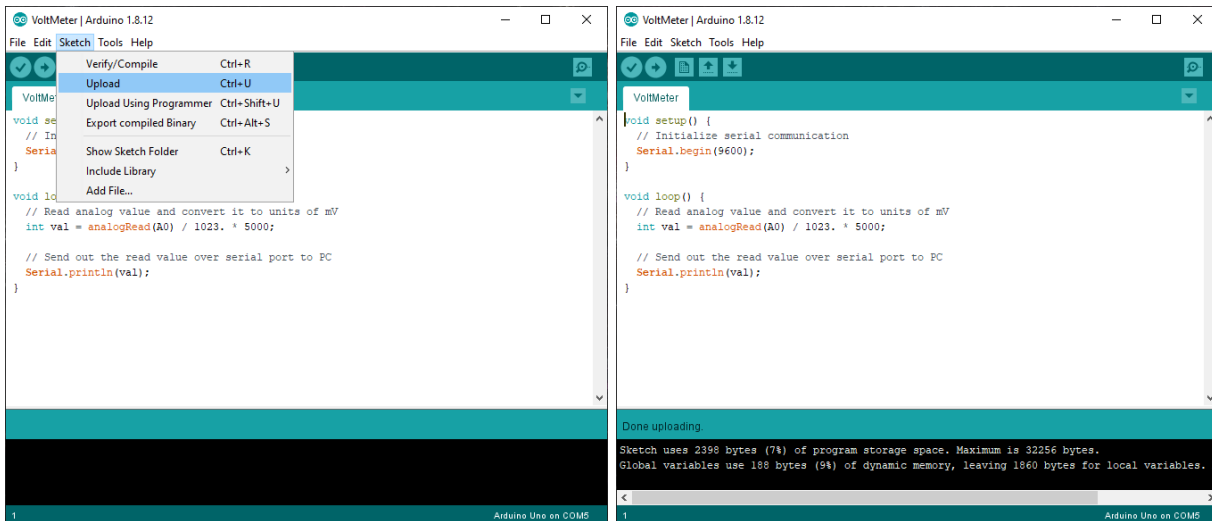 VoltMeter | Arduino 1.8.12
File Edit Sketch Tools Help
Verify/Compile Ctrl+R
Upload Ctrl+U
Upload Using Programmer Ctrl+Shift+U
Export compiled Binary Ctrl+Alt+S
Show Sketch Folder Ctrl+K
Include Library
Add File...
VoltMe
void se
// In
Seria
}
void lo
// Read analog value and convert it to units of mV
int val = analogRead(A0) / 1023. * 5000;
// Send out the read value over serial port to PC
Serial.println(val);
}
1 Arduino Uno on COM5
VoltMeter | Arduino 1.8.12
File Edit Sketch Tools Help
VoltMeter
void setup() {
// Initialize serial communication
Serial.begin(9600);
}
void loop() {
// Read analog value and convert it to units of mV
int val = analogRead(A0) / 1023. * 5000;
// Send out the read value over serial port to PC
Serial.println(val);
}
Done uploading.
Sketch uses 2398 bytes (7%) of program storage space. Maximum is 32256 bytes.
Global variables use 188 bytes (9%) of dynamic memory, leaving 1860 bytes for local variables.
1 Arduino Uno on COM5